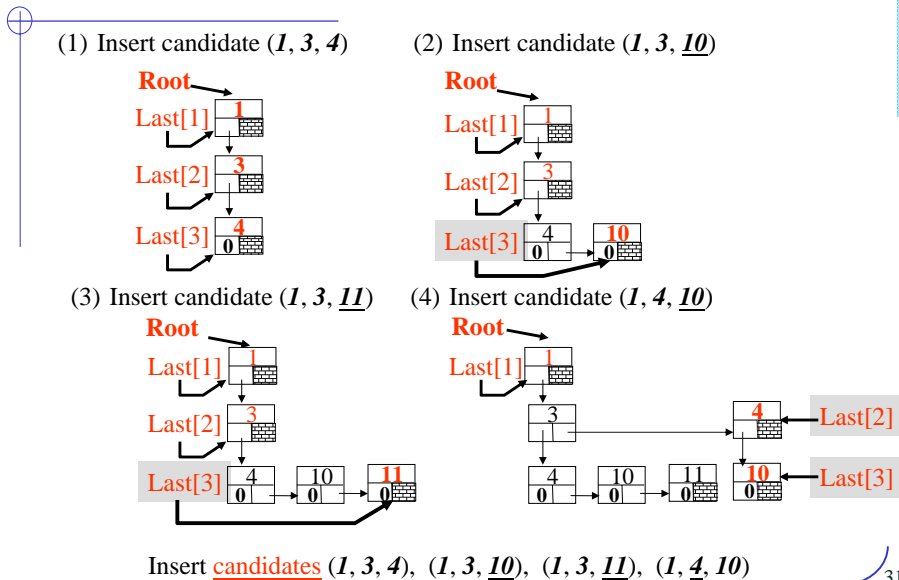 (1) Insert candidate (1, 3, 4)
Root
1
Last[1]
3
Last[2]
4
Last[3]
0
(2) Insert candidate (1, 3, 10)
Root
1
Last[1]
3
Last[2]
4 10
Last[3]
0 0
(3) Insert candidate (1, 3, 11)
Root
1
Last[1]
3
Last[2]
4 10 11
Last[3]
0 0 0
(4) Insert candidate (1, 4, 10)
Root
1
Last[1]
3 4
Last[2]
4 10 11 10
Last[3]
0 0 0 0
Insert candidates (1, 3, 4), (1, 3, 10), (1, 3, 11), (1, 4, 10)